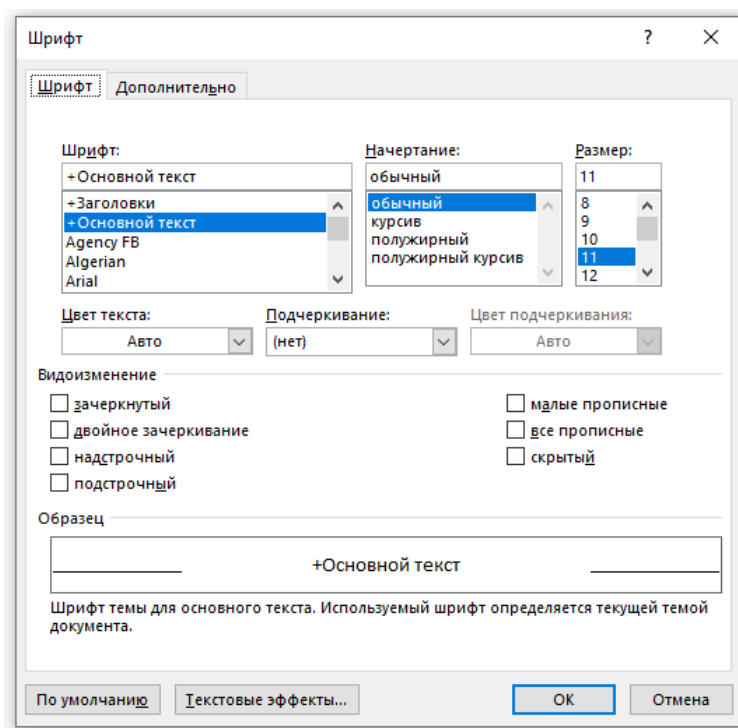 Шрифт ?
Шрифт Дополнительно
Шрифт: Начертание: Размер:
+Основной текст обычный 11
+Заголовки обычный 8
+Основной текст курсив 9
Agency FB полужирный 10
Algerian полужирный курсив 11
Arial 12
Цвет текста: Подчеркивание: Цвет подчеркивания:
Авто (нет) Авто
Видоизменение
зачеркнутый малые прописные
двойное зачеркивание все прописные
надстрочный скрытый
подстрочный
Образец
+Основной текст
Шрифт темы для основного текста. Используемый шрифт определяется текущей темой
документа.
По умолчанию Текстовые эффекты... ОК Отмена